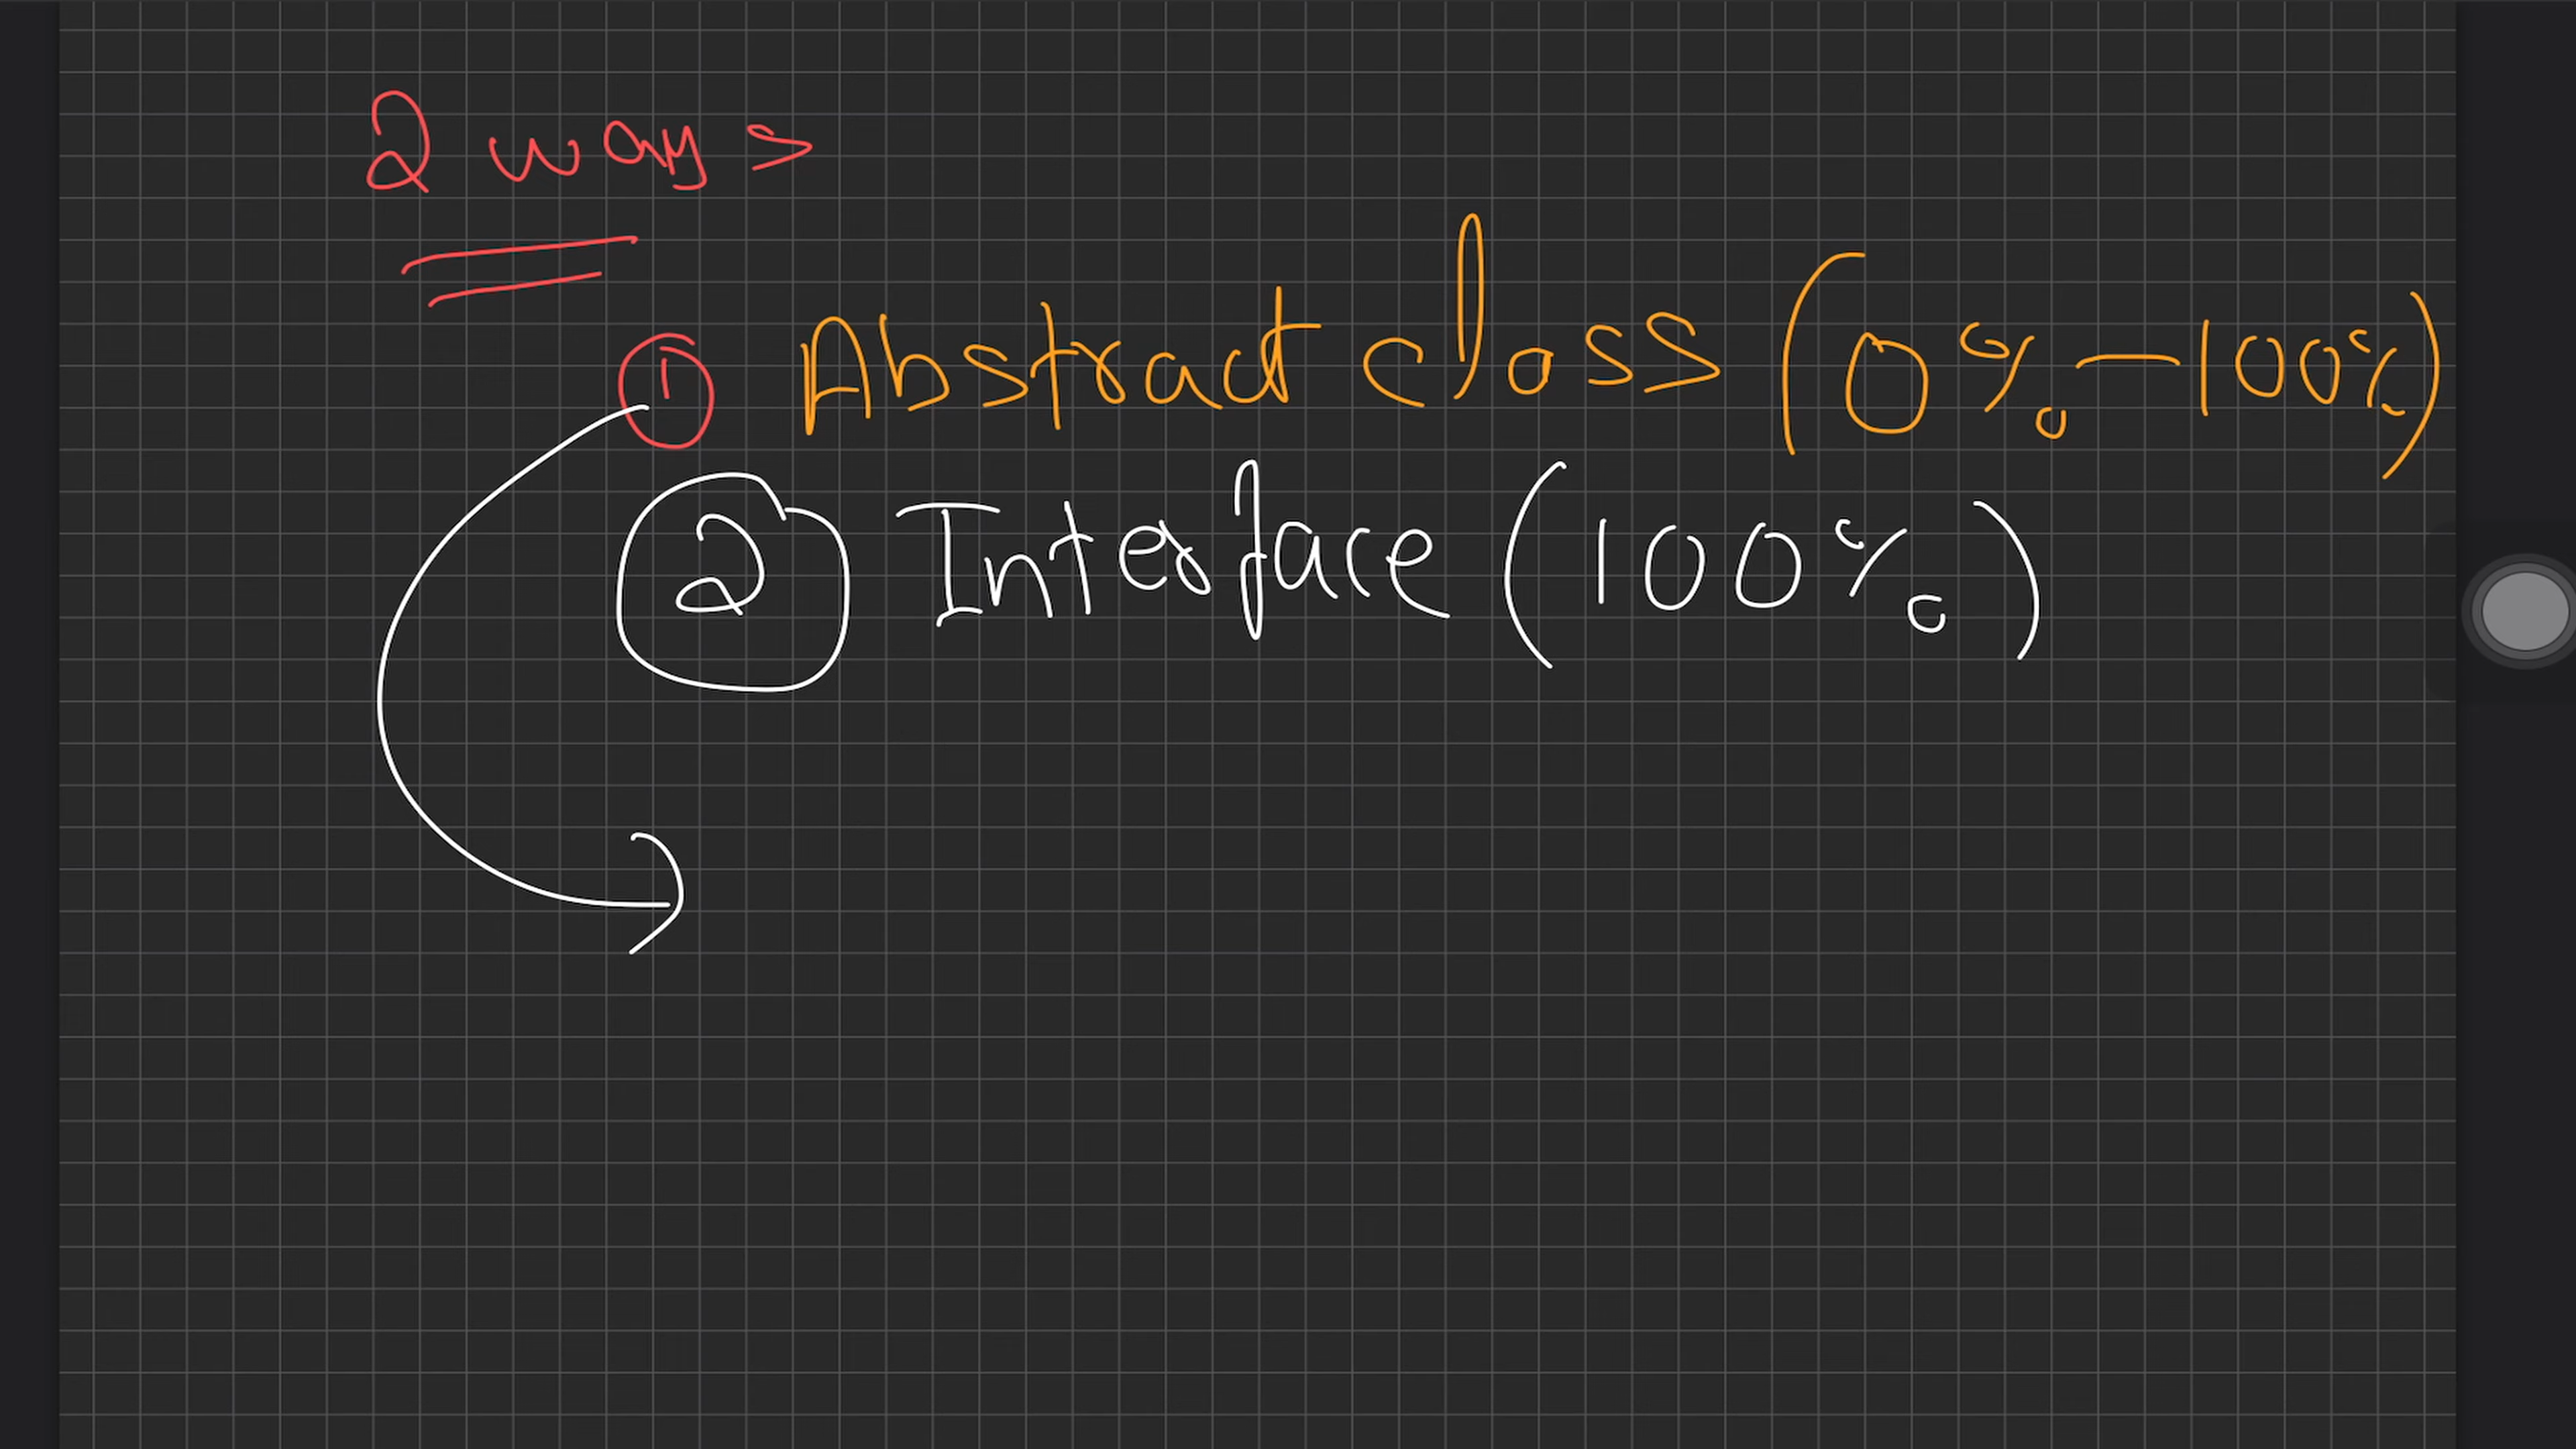 2 ways
① Abstract class (0% - 100%)
② Interface (100%)